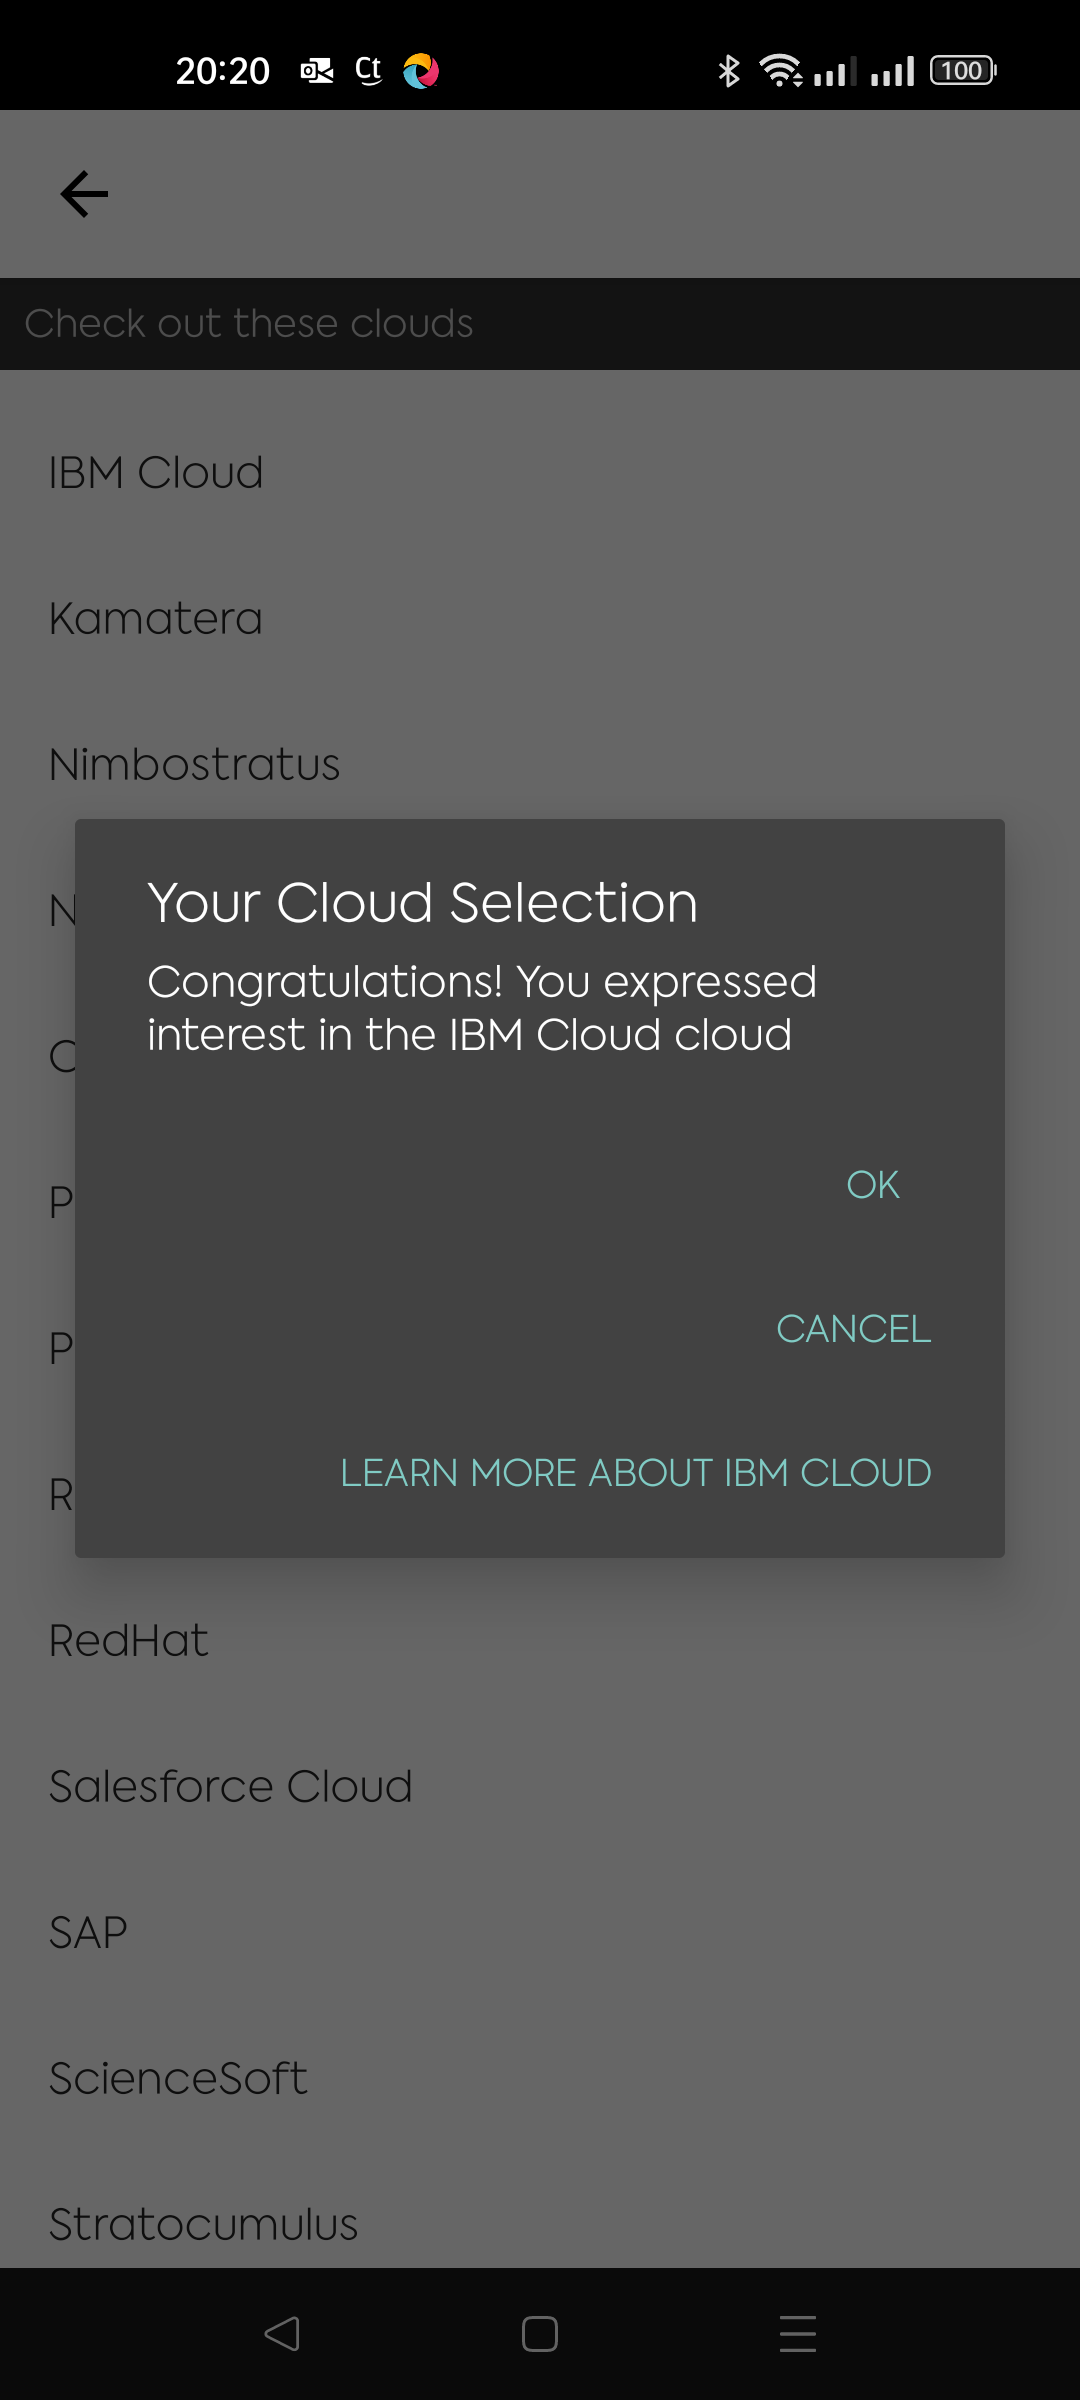 20:20
Ct
100
Check out these clouds
IBM Cloud
Kamatera
Nimbostratus
Your Cloud Selection
Congratulations! You expressed
interest in the IBM Cloud cloud
OK
CANCEL
LEARN MORE ABOUT IBM CLOUD
RedHat
Salesforce Cloud
SAP
ScienceSoft
Stratocumulus